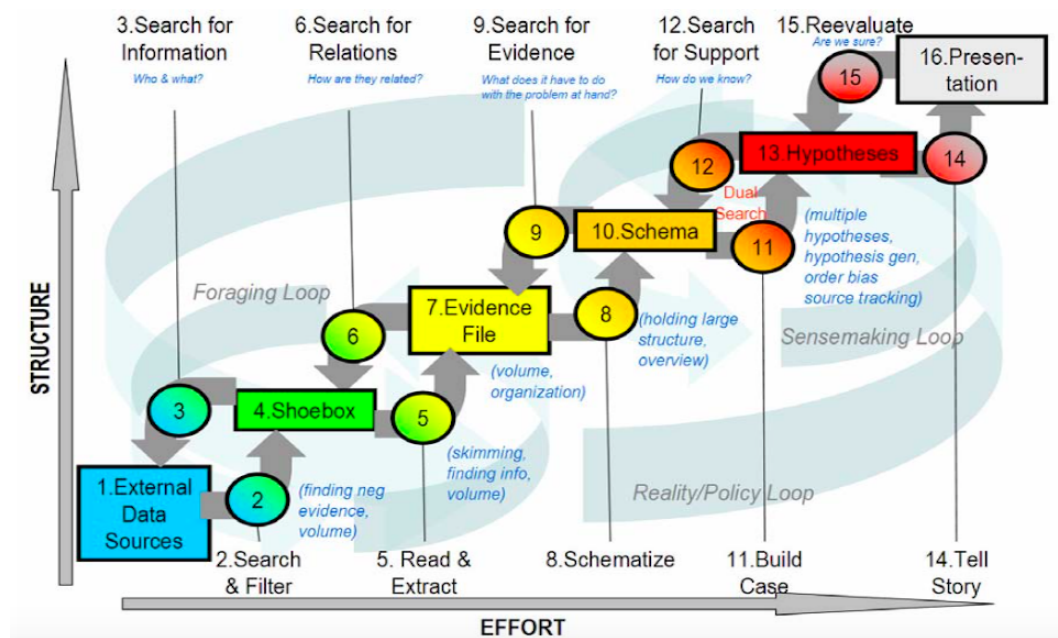 3.Search for
Information
Who & what?
6.Search for
Relations
How are they related?
9.Search for
Evidence
What does it have to do
with the problem at hand?
12.Search
for Support
How do we know?
15.Reevaluate
Are we sure?
16.Presen-
tation
15
14
13.Hypotheses
12
Dual
Search
11
(multiple
hypotheses,
hypothesis gen,
order bias
source tracking)
10.Schema
9
8
(holding large
structure,
overview)
Sensemaking Loop
Foraging Loop
7.Evidence
File
6
(volume,
organization)
4.Shoebox
5
3
(skimming,
finding info,
volume)
Reality/Policy Loop
1.External
Data
Sources
2
(finding neg
evidence,
volume)
2.Search
& Filter
5. Read &
Extract
8.Schematize
11.Build
Case
14.Tell
Story
STRUCTURE
EFFORT